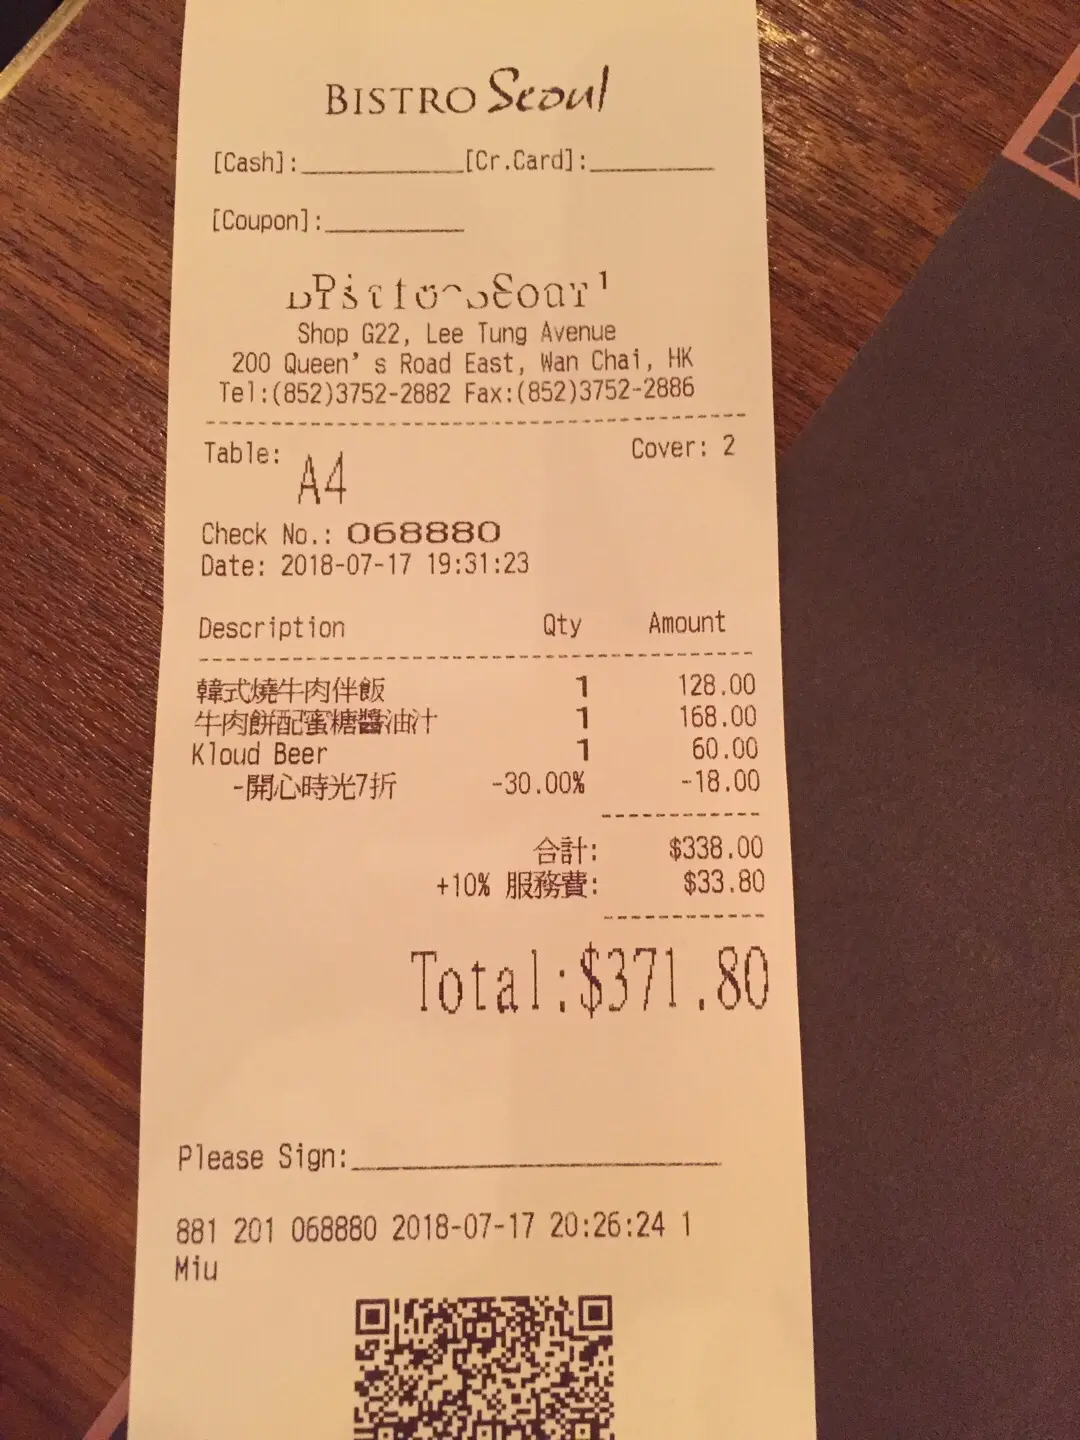 BISTRO Seoul
[Cash]:__________ [Cr.Card]:________
[Coupon]:_________
Shop G22, Lee Tung Avenue
200 Queen's Road East, Wan Chai, HK
Tel:(852)3752-2882 Fax:(852)3752-2886
Table: A4 Cover: 2
Check No.: 068880
Date: 2018-07-17 19:31:23
Description Qty Amount
韓式燒牛肉伴飯 1 128.00
牛肉餅配蜜糖醬油汁 1 168.00
Kloud Beer 1 60.00
-開心時光7折 -30.00% -18.00
合計: $338.00
+10% 服務費: $33.80
Total:$371.80
Please Sign:________________________
881 201 068880 2018-07-17 20:26:24 1
Miu